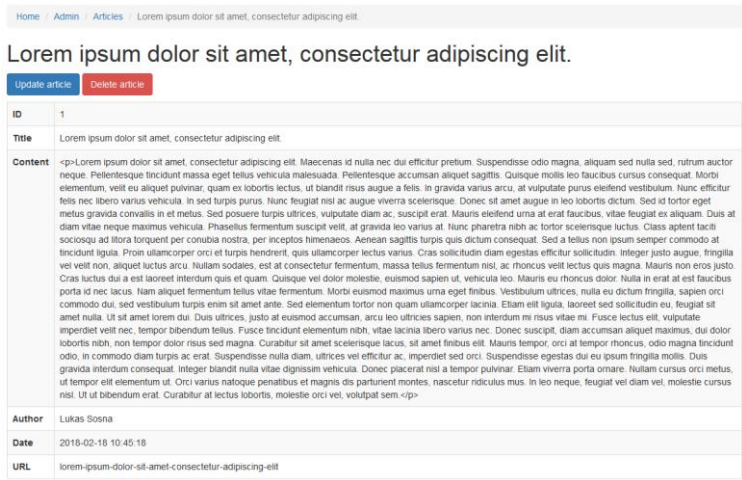 Home / Admin / Articles / Lorem ipsum dolor sit amet, consectetur adipiscing elit.
Lorem ipsum dolor sit amet, consectetur adipiscing elit.
Update article Delete article
ID 1
Title Lorem ipsum dolor sit amet, consectetur adipiscing elit.
Content <p>Lorem ipsum dolor sit amet, consectetur adipiscing elit. Maecenas id nulla nec dui efficitur pretium. Suspendisse odio magna, aliquam sed nulla sed, rutrum auctor
neque. Pellentesque tincidunt massa eget tellus vehicula malesuada. Pellentesque accumsan aliquet sagittis. Quisque mollis leo faucibus cursus consequat. Morbi
elementum, velit eu aliquet pulvinar, quam ex lobortis lectus, ut blandit risus augue a felis. In gravida varius arcu, at vulputate purus eleifend vestibulum. Nunc efficitur
felis nec libero varius vehicula. In sed turpis purus. Nunc feugiat nisl ac augue viverra scelerisque. Donec sit amet augue in leo lobortis dictum. Sed id tortor eget
metus gravida convallis in et metus. Sed posuere turpis ultrices, vulputate diam ac, suscipit erat. Mauris eleifend urna at erat faucibus, vitae feugiat ex aliquam. Duis at
diam vitae neque maximus vehicula. Phasellus fermentum suscipit velit, at gravida leo varius at. Nunc pharetra nibh ac tortor scelerisque luctus. Class aptent taciti
sociosqu ad litora torquent per conubia nostra, per inceptos himenaeos. Aenean sagittis turpis quis dictum consequat. Sed a tellus non ipsum semper commodo at
tincidunt ligula. Proin ullamcorper orci et turpis hendrerit, quis ullamcorper lectus varius. Cras sollicitudin diam egestas efficitur sollicitudin. Integer justo augue, fringilla
vel velit non, aliquet luctus arcu. Nullam sodales, est at consectetur fermentum, massa tellus fermentum nisi, ac rhoncus velit lectus quis magna. Mauris non eros justo.
Cras luctus dui a est laoreet interdum quis et quam. Quisque vel dolor molestie, euismod sapien ut, vehicula leo. Mauris eu rhoncus dolor. Nulla in erat at est faucibus
porta id nec lacus. Nam aliquet fermentum tellus vitae fermentum. Morbi euismod maximus urna eget finibus. Vestibulum ultrices, nulla eu dictum fringilla, sapien orci
commodo dui, sed vestibulum turpis enim sit amet ante. Sed elementum tortor non quam ullamcorper lacinia. Etiam elit ligula, laoreet sed sollicitudin eu, feugiat sit
amet nulla. Ut sit amet lorem dui. Duis ultrices, justo at euismod accumsan, arcu leo ultricies sapien, non interdum mi risus vitae mi. Fusce lectus elit, vulputate
imperdiet velit nec, tempor bibendum tellus. Fusce tincidunt elementum nibh, vitae lacinia libero varius nec. Donec suscipit, diam accumsan aliquet maximus, dui dolor
lobortis nibh, non tempor dolor risus sed magna. Curabitur sit amet scelerisque lacus, sit amet finibus elit. Mauris tempor, orci at tempor rhoncus, odio magna tincidunt
odio, in commodo diam turpis ac erat. Suspendisse nulla diam, ultrices vel efficitur ac, imperdiet sed orci. Suspendisse egestas dui eu ipsum fringilla mollis. Duis
gravida interdum consequat. Integer blandit nulla vitae dignissim vehicula. Donec placerat nisl a tempor pulvinar. Etiam viverra porta ornare. Nullam cursus orci metus,
ut tempor elit elementum ut. Orci varius natoque penatibus et magnis dis parturient montes, nascetur ridiculus mus. In leo neque, feugiat vel diam vel, molestie cursus
nisl. Ut ut bibendum erat. Curabitur at lectus lobortis, molestie orci vel, volutpat sem.</p>
Author Lukas Sosna
Date 2018-02-18 10:45:18
URL lorem-ipsum-dolor-sit-amet-consectetur-adipiscing-elit